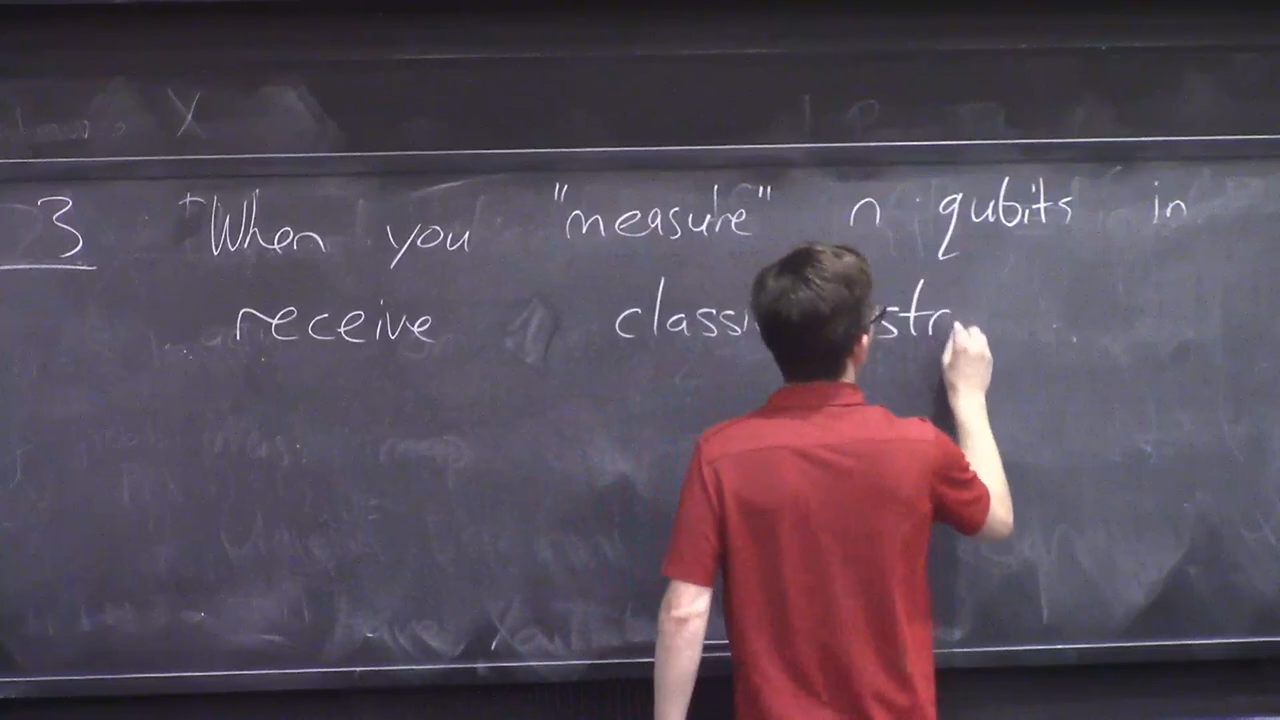 X
3 When you "measure" n qubits in
receive classi str